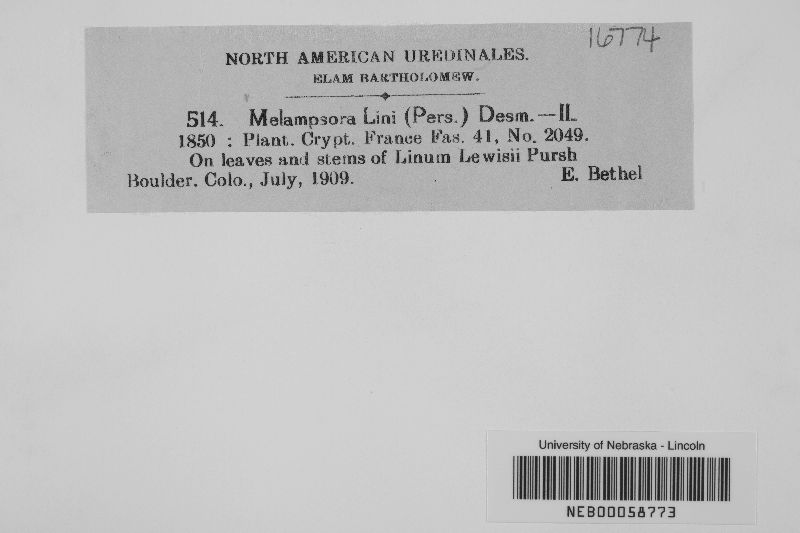 16774
NORTH AMERICAN UREDINALES.
ELAM BARTHOLOMEW.
514. Melampsora Lini (Pers.) Desm.—II.
1850 : Plant. Crypt. France Fas. 41, No. 2049.
On leaves and stems of Linum Lewisii Pursh
Boulder, Colo., July, 1909. E. Bethel
University of Nebraska - Lincoln
NEB00058773